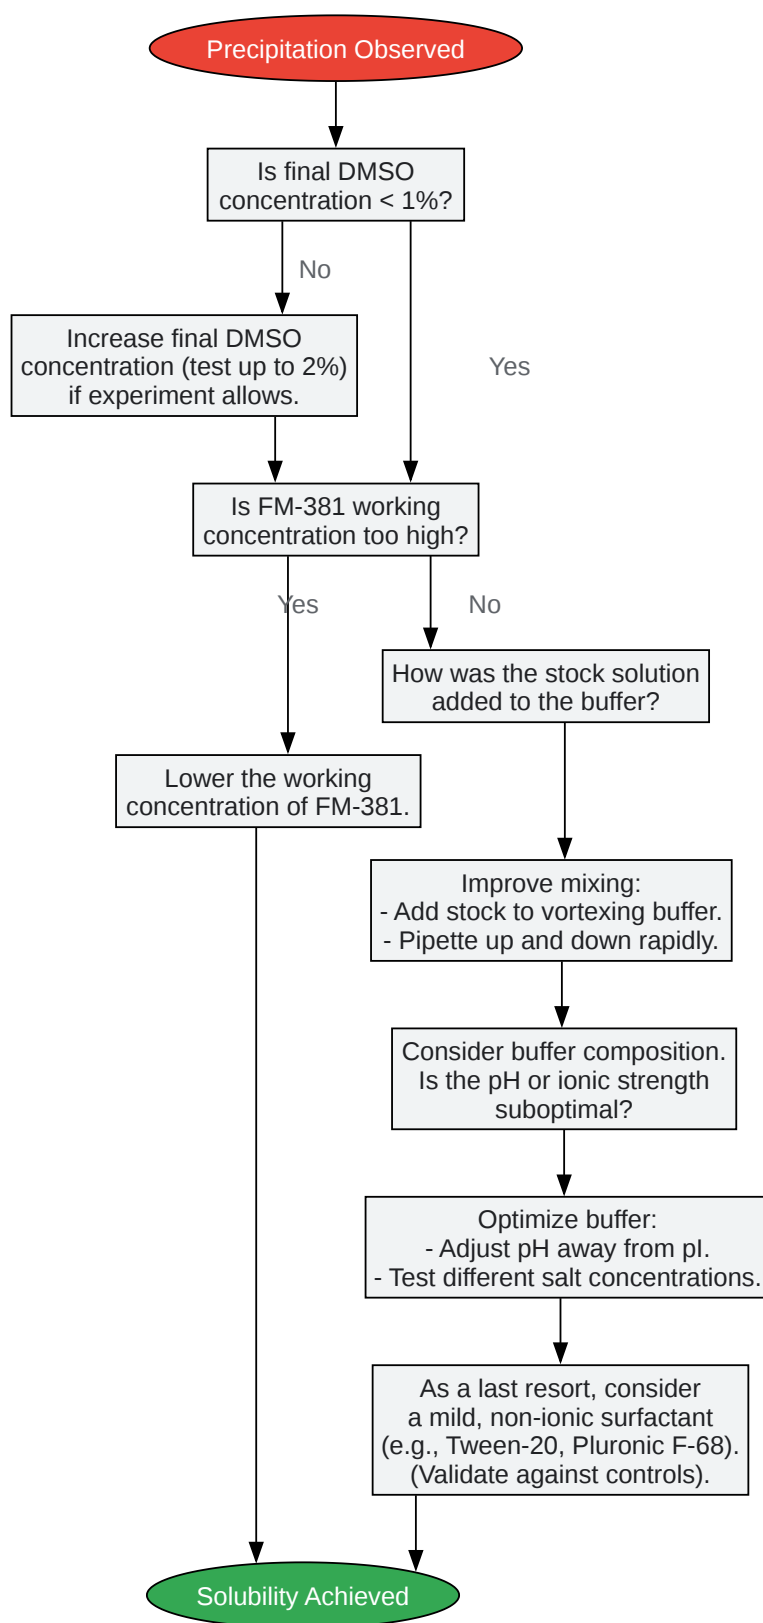 Precipitation Observed
Is final DMSO
concentration < 1%?
No
Increase final DMSO
concentration (test up to 2%)
if experiment allows.
Yes
Is FM-381 working
concentration too high?
Yes
No
How was the stock solution
added to the buffer?
Lower the working
concentration of FM-381.
Improve mixing:
- Add stock to vortexing buffer.
- Pipette up and down rapidly.
Consider buffer composition.
Is the pH or ionic strength
suboptimal?
Optimize buffer:
- Adjust pH away from pI.
- Test different salt concentrations.
As a last resort, consider
a mild, non-ionic surfactant
(e.g., Tween-20, Pluronic F-68).
(Validate against controls).
Solubility Achieved